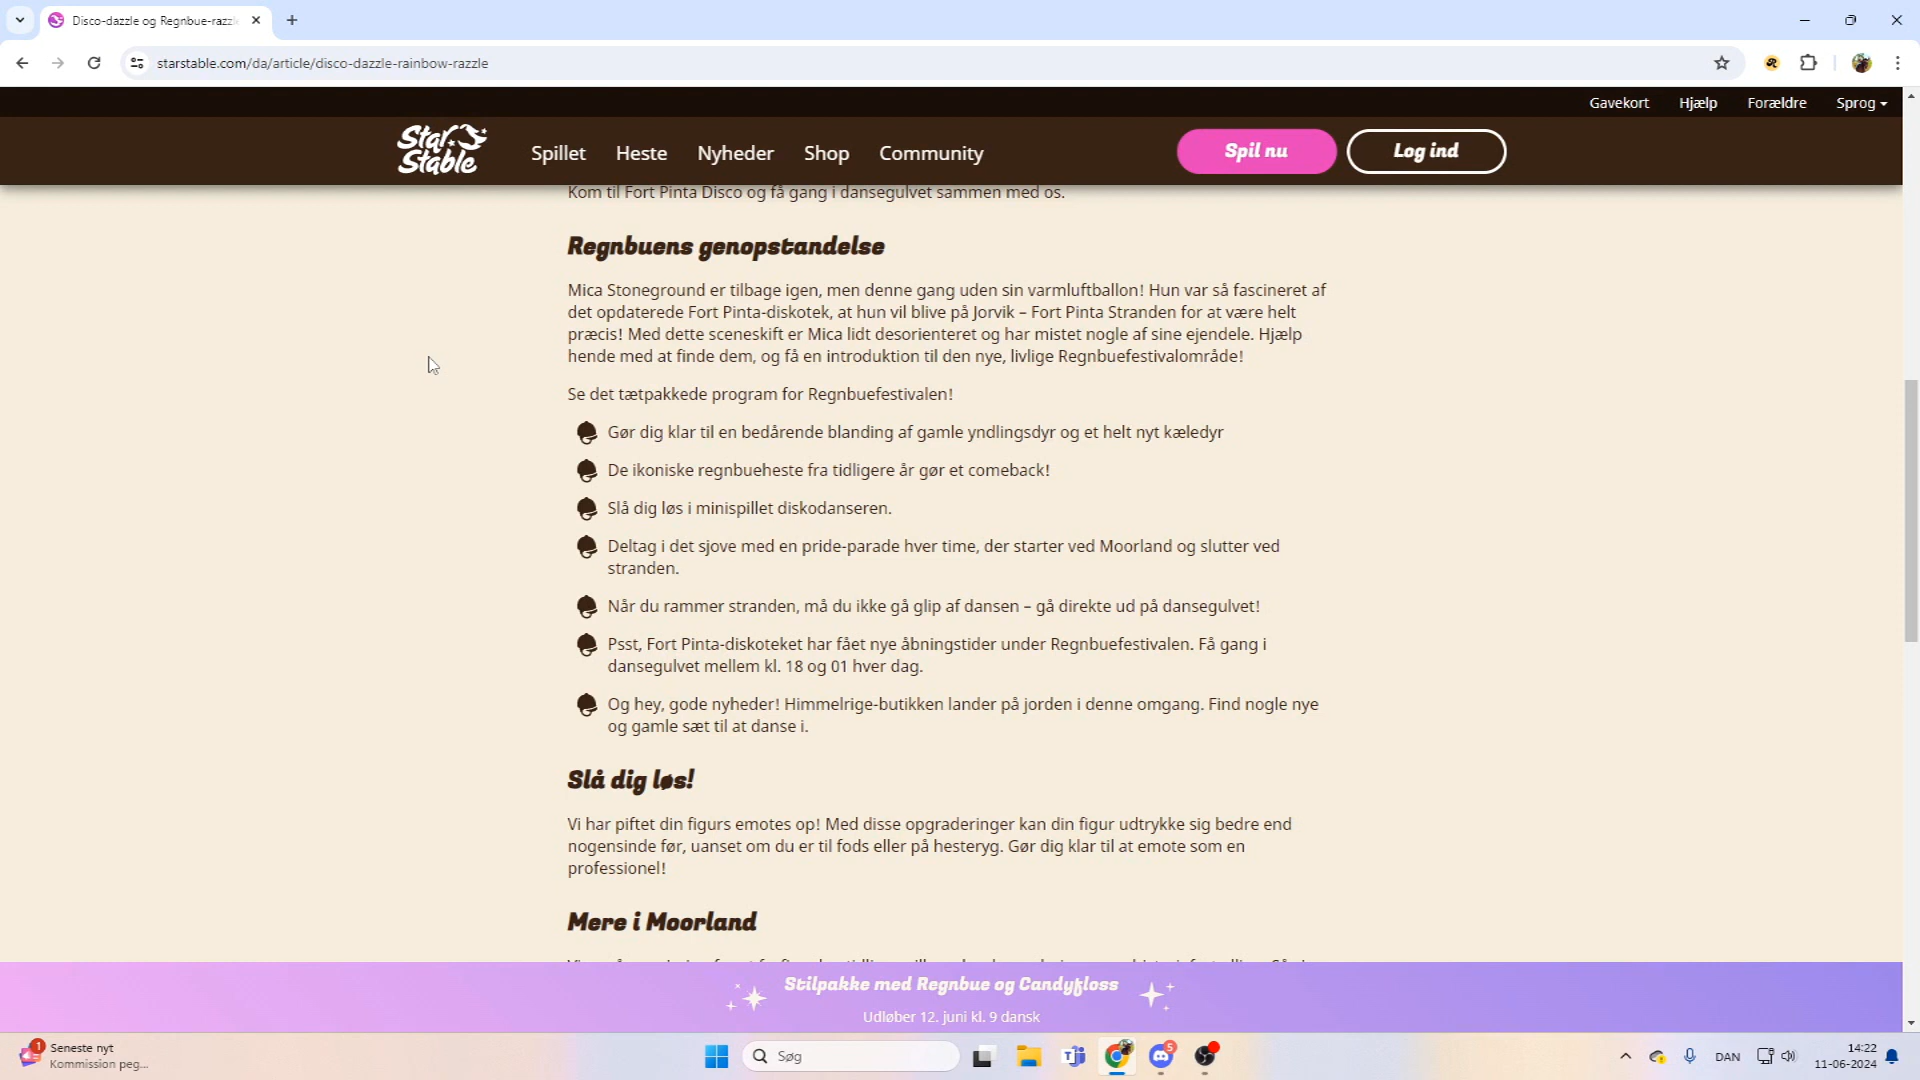 Disco-dazzle og Regnbue-razzl
starstable.com/da/article/disco-dazzle-rainbow-razzle
Gavekort Hjælp Forældre Sprog
Star Stable
Spillet Heste Nyheder Shop Community Spil nu Log ind
Kom til Fort Pinta Disco og få gang i dansegulvet sammen med os.
Regnbuens genopstandelse
Mica Stoneground er tilbage igen, men denne gang uden sin varmluftballon! Hun var så fascineret af
det opdaterede Fort Pinta-diskotek, at hun vil blive på Jorvik – Fort Pinta Stranden for at være helt
præcis! Med dette sceneskift er Mica lidt desorienteret og har mistet nogle af sine ejendele. Hjælp
hende med at finde dem, og få en introduktion til den nye, livlige Regnbuefestivalområde!
Se det tætpakkede program for Regnbuefestivalen!
Gør dig klar til en bedårende blanding af gamle yndlingsdyr og et helt nyt kæledyr
De ikoniske regnbueheste fra tidligere år gør et comeback!
Slå dig løs i minispillet diskodanseren.
Deltag i det sjove med en pride-parade hver time, der starter ved Moorland og slutter ved
stranden.
Når du rammer stranden, må du ikke gå glip af dansen – gå direkte ud på dansegulvet!
Psst, Fort Pinta-diskoteket har fået nye åbningstider under Regnbuefestivalen. Få gang i
dansegulvet mellem kl. 18 og 01 hver dag.
Og hey, gode nyheder! Himmelrige-butikken lander på jorden i denne omgang. Find nogle nye
og gamle sæt til at danse i.
Slå dig løs!
Vi har piftet din figurs emotes op! Med disse opgraderinger kan din figur udtrykke sig bedre end
nogensinde før, uanset om du er til fods eller på hesteryg. Gør dig klar til at emote som en
professionel!
Mere i Moorland
Stilpakke med Regnbue og Candyfloss
Udløber 12. juni kl. 9 dansk
1 Seneste nyt
Kommission peg...
Søg
5
DAN
14:22
11-06-2024